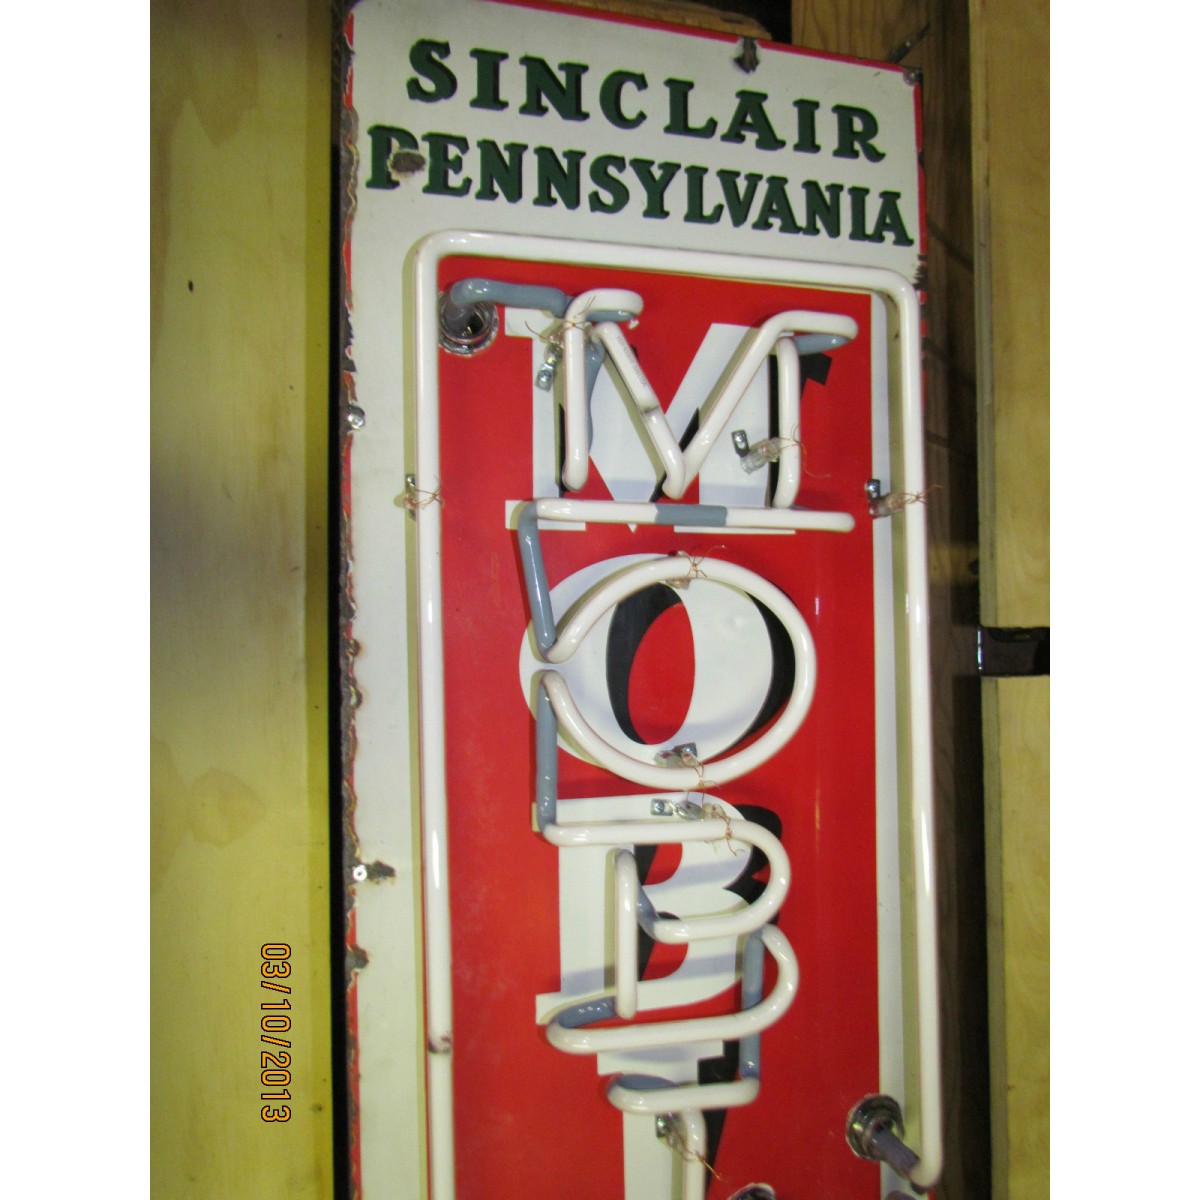 SINCLAIR
PENNSYLVANIA
M
O
B
03/10/2013